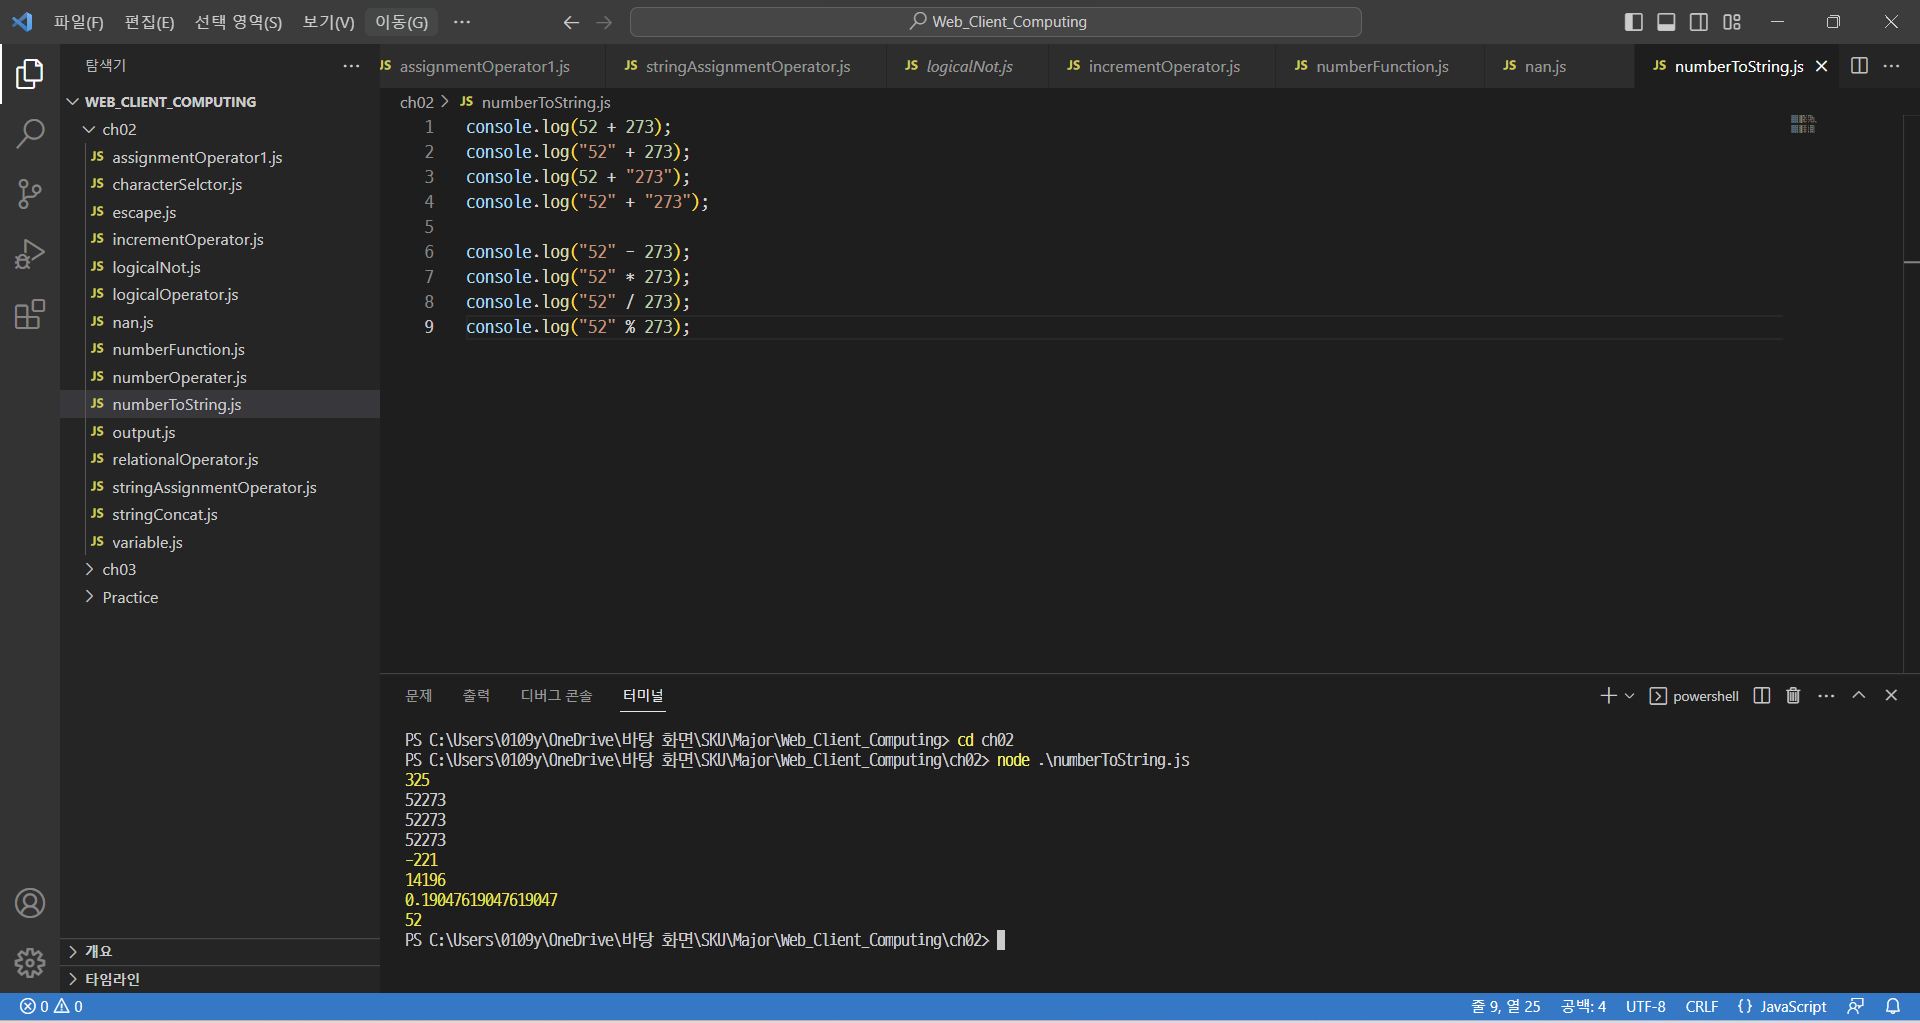 파일(F) 편집(E) 선택 영역(S) 보기(V) 이동(G) ··· Web_Client_Computing
탐색기 ···
JS assignmentOperator1.js JS stringAssignmentOperator.js JS logicalNot.js JS incrementOperator.js JS numberFunction.js JS nan.js JS numberToString.js
WEB_CLIENT_COMPUTING
ch02
JS assignmentOperator1.js
JS characterSelctor.js
JS escape.js
JS incrementOperator.js
JS logicalNot.js
JS logicalOperator.js
JS nan.js
JS numberFunction.js
JS numberOperater.js
JS numberToString.js
JS output.js
JS relationalOperator.js
JS stringAssignmentOperator.js
JS stringConcat.js
JS variable.js
ch03
Practice
개요
타임라인
ch02 > JS numberToString.js
1 console.log(52 + 273);
2 console.log("52" + 273);
3 console.log(52 + "273");
4 console.log("52" + "273");
5
6 console.log("52" - 273);
7 console.log("52" * 273);
8 console.log("52" / 273);
9 console.log("52" % 273);
문제 출력 디버그 콘솔 터미널 powershell
PS C:\Users\0109y\OneDrive\바탕 화면\SKU\Major\Web_Client_Computing> cd ch02
PS C:\Users\0109y\OneDrive\바탕 화면\SKU\Major\Web_Client_Computing\ch02> node .\numberToString.js
325
52273
52273
52273
-221
14196
0.19047619047619047
52
PS C:\Users\0109y\OneDrive\바탕 화면\SKU\Major\Web_Client_Computing\ch02>
0 0 줄 9, 열 25 공백: 4 UTF-8 CRLF {} JavaScript